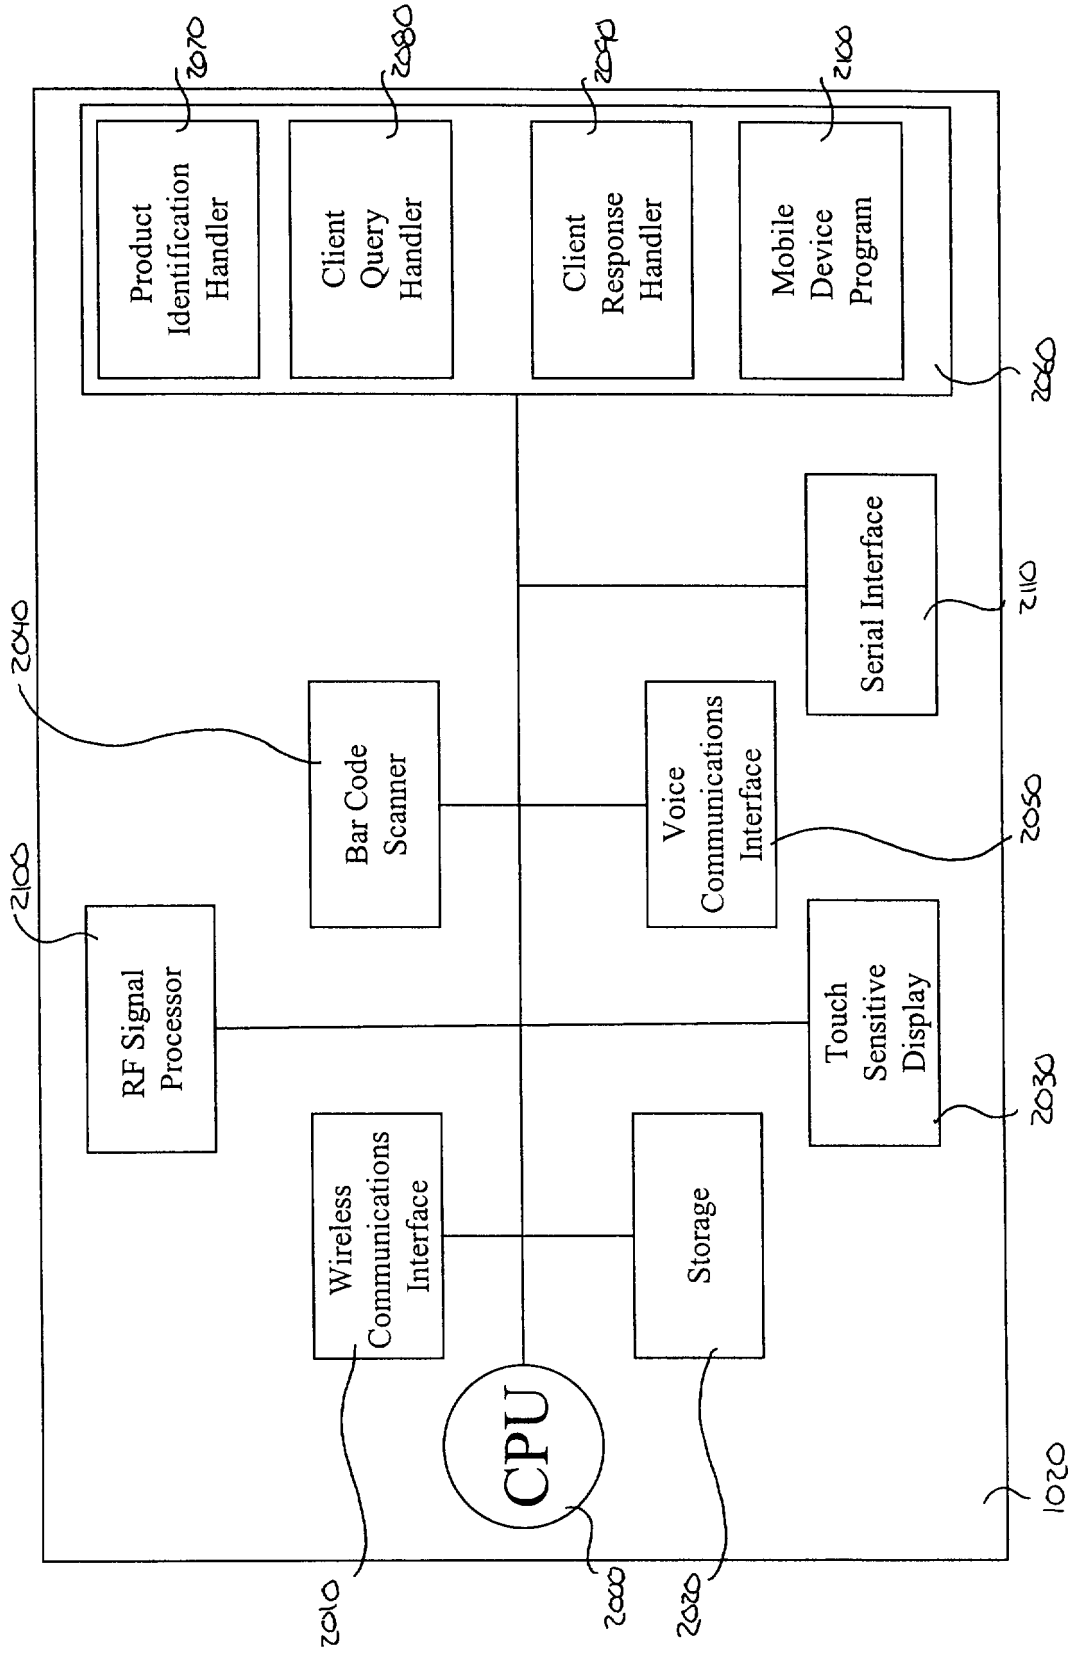 2010
2000
2020
1020
CPU
Wireless
Communications
Interface
Storage
2100
RF Signal
Processor
Touch
Sensitive
Display
2030
2040
Bar Code
Scanner
Voice
Communications
Interface
2050
Serial Interface
2110
Product
Identification
Handler
2070
Client
Query
Handler
2080
Client
Response
Handler
2090
Mobile
Device
Program
2100
2060